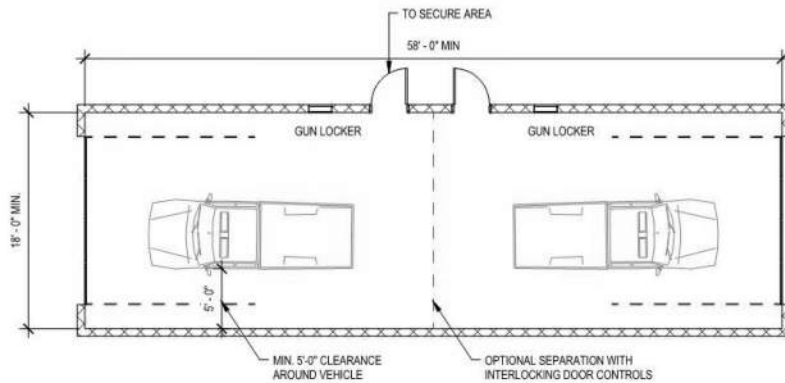 TO SECURE AREA
58' - 0" MIN
GUN LOCKER
GUN LOCKER
18' - 0" MIN.
5' - 0"
MIN. 5'-0" CLEARANCE
AROUND VEHICLE
OPTIONAL SEPARATION WITH
INTERLOCKING DOOR CONTROLS